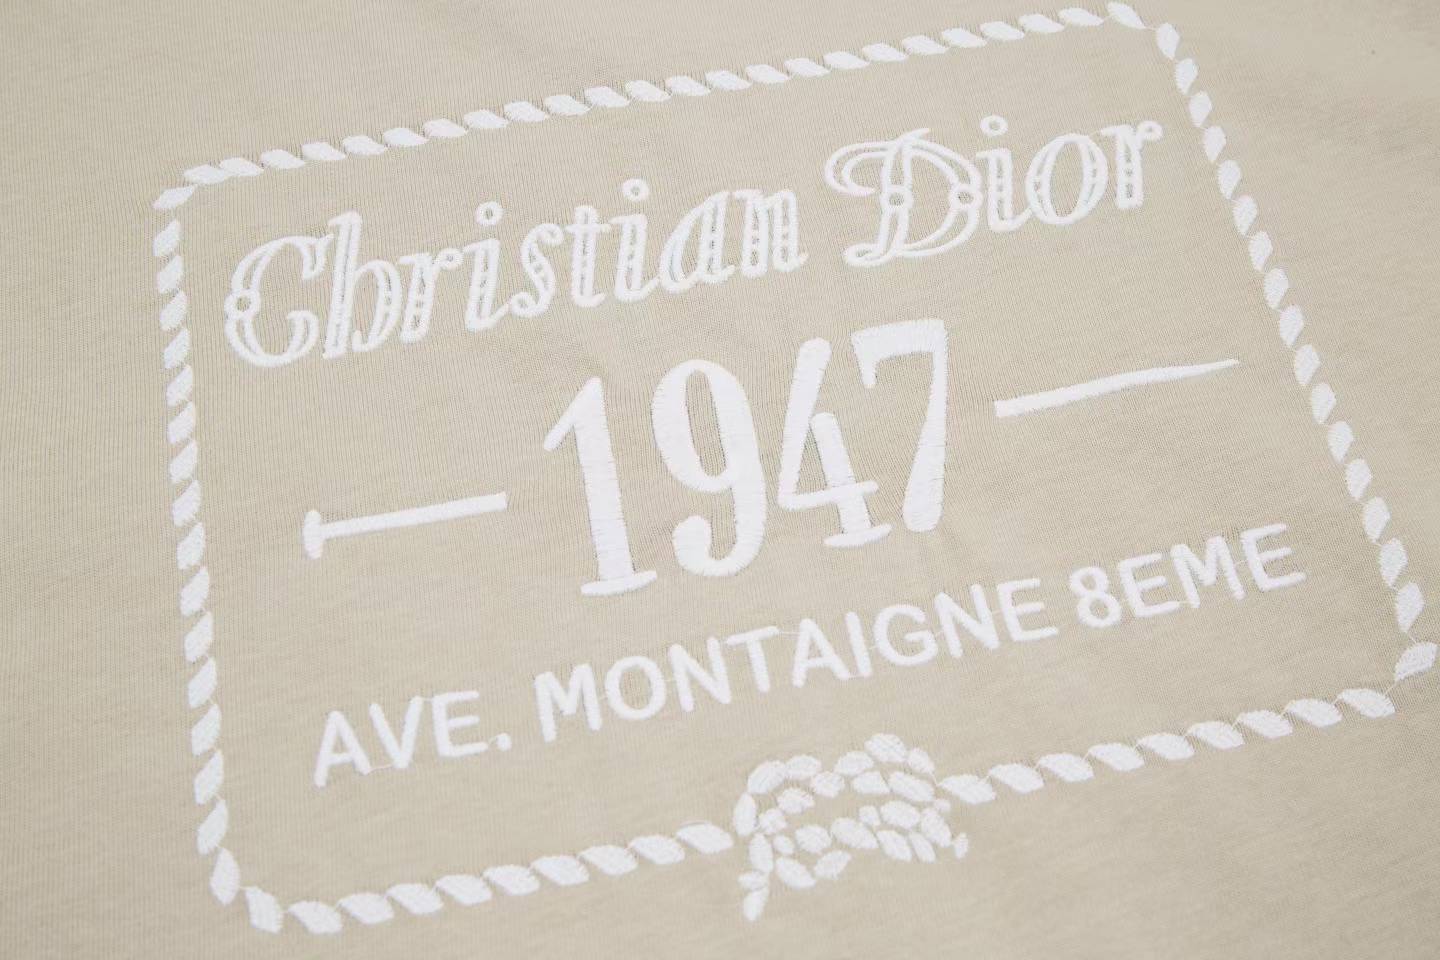 Christian Dior
1947
AVE. MONTAIGNE 8EME